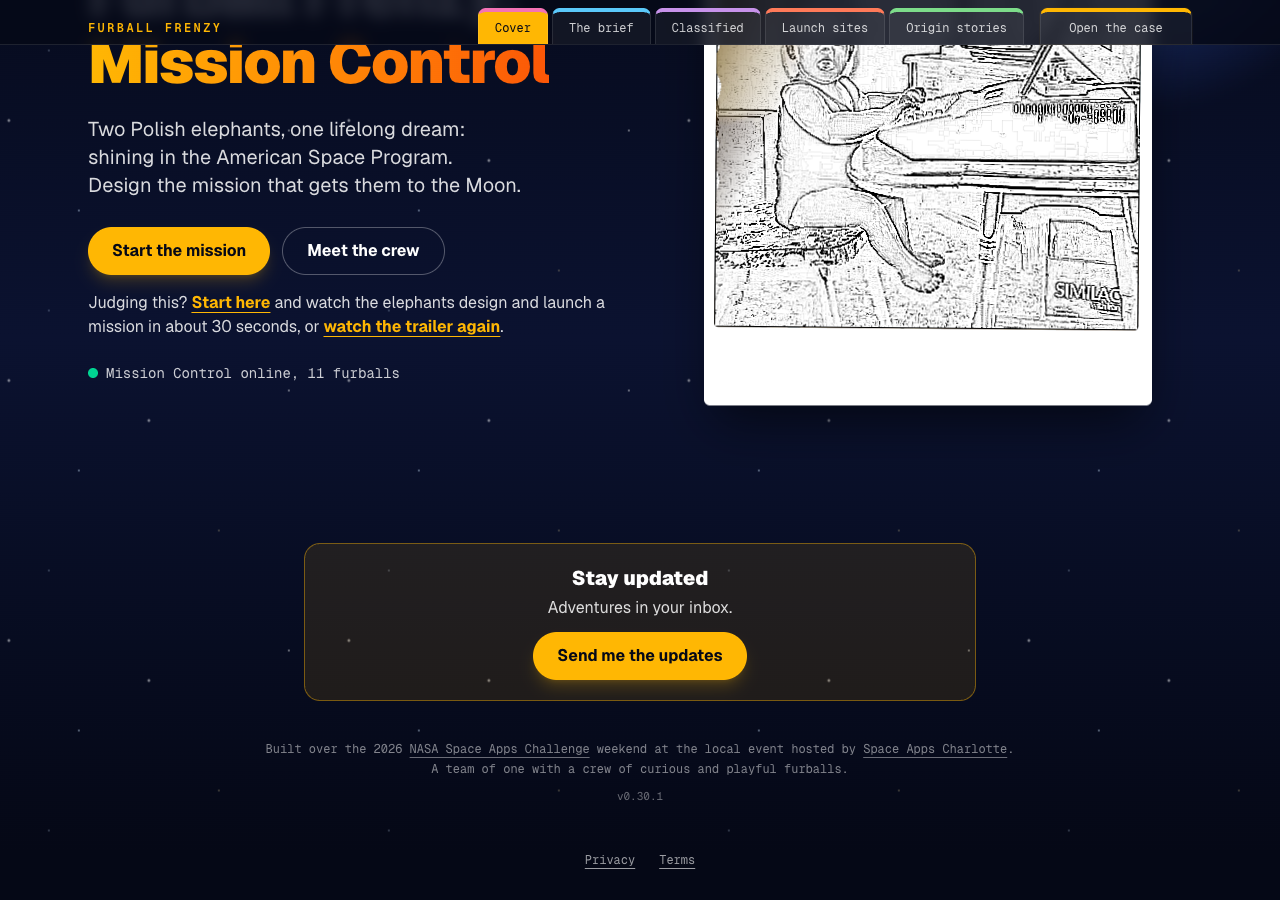 FURBALL FRENZY
Cover
The brief
Classified
Launch sites
Origin stories
Open the case
Mission Control
Two Polish elephants, one lifelong dream:
shining in the American Space Program.
Design the mission that gets them to the Moon.
Start the mission
Meet the crew
Judging this? Start here and watch the elephants design and launch a
mission in about 30 seconds, or watch the trailer again.
Mission Control online, 11 furballs
SIMILAC
Stay updated
Adventures in your inbox.
Send me the updates
Built over the 2026 NASA Space Apps Challenge weekend at the local event hosted by Space Apps Charlotte.
A team of one with a crew of curious and playful furballs.
v0.30.1
Privacy
Terms